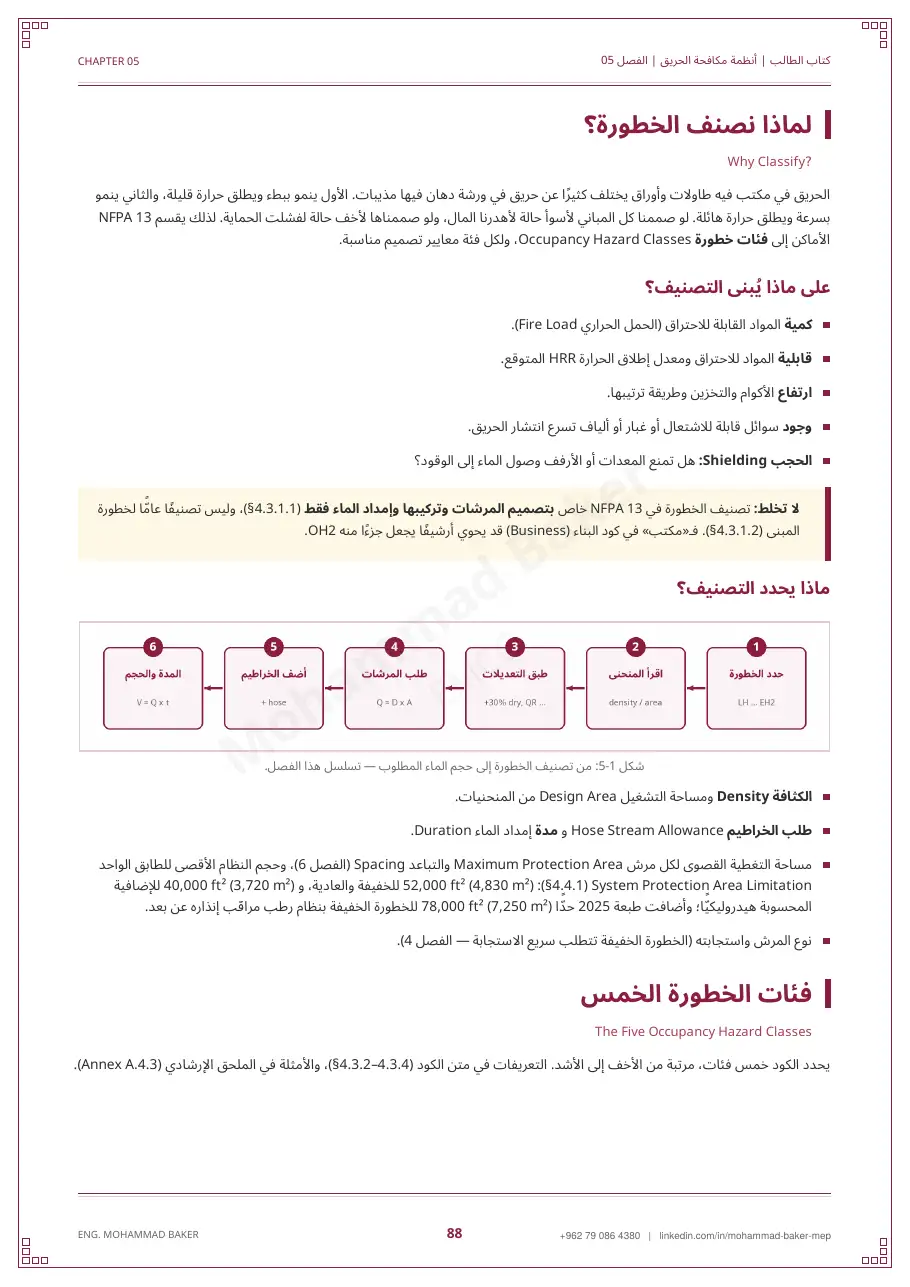 كتاب الطالب | أنظمة مكافحة الحريق | الفصل 05
CHAPTER 05
لماذا نصنف الخطورة؟
Why Classify?
الحريق في مكتب فيه طاولات وأوراق يختلف كثيرًا عن حريق في ورشة دهان فيها مذيبات. الأول ينمو ببطء ويطلق حرارة قليلة، والثاني ينمو
بسرعة ويطلق حرارة هائلة. لو صممنا كل المباني لأسوأ حالة لأهدرنا المال، ولو صممناها لأخف حالة لفشلت الحماية. لذلك يقسم NFPA 13
الأماكن إلى فئات خطورة Occupancy Hazard Classes، ولكل فئة معايير تصميم مناسبة.
على ماذا يُبنى التصنيف؟
كمية المواد القابلة للاحتراق (الحمل الحراري Fire Load).
قابلية المواد للاحتراق ومعدل إطلاق الحرارة HRR المتوقع.
ارتفاع الأكوام والتخزين وطريقة ترتيبها.
وجود سوائل قابلة للاشتعال أو غبار أو ألياف تسرع انتشار الحريق.
الحجب Shielding: هل تمنع المعدات أو الأرفف وصول الماء إلى الوقود؟
لا تخلط: تصنيف الخطورة في NFPA 13 خاص بتصميم المرشات وتركيبها وإمداد الماء فقط (§4.3.1.1)، وليس تصنيفًا عامًّا لخطورة
المبنى (§4.3.1.2). فـ«مكتب» في كود البناء (Business) قد يحوي أرشيفًا يجعل جزءًا منه OH2.
ماذا يحدد التصنيف؟
1 2 3 4 5 6
حدد الخطورة اقرأ المنحنى طبق التعديلات طلب المرشات أضف الخراطيم المدة والحجم
LH ... EH2 density / area +30% dry, QR ... Q = D x A + hose V = Q x t
شكل 1-5: من تصنيف الخطورة إلى حجم الماء المطلوب — تسلسل هذا الفصل.
الكثافة Density ومساحة التشغيل Design Area من المنحنيات.
طلب الخراطيم Hose Stream Allowance و مدة إمداد الماء Duration.
مساحة التغطية القصوى لكل مرش Maximum Protection Area والتباعد Spacing (الفصل 6)، وحجم النظام الأقصى للطابق الواحد
System Protection Area Limitation (§4.4.1): 52,000 ft² (4,830 m²) للخفيفة والعادية، و 40,000 ft² (3,720 m²) للإضافية
المحسوبة هيدروليكيًّا؛ وأضافت طبعة 2025 حدًّا 78,000 ft² (7,250 m²) للخطورة الخفيفة بنظام رطب مراقَب إنذاره عن بعد.
نوع المرش واستجابته (الخطورة الخفيفة تتطلب سريع الاستجابة — الفصل 4).
فئات الخطورة الخمس
The Five Occupancy Hazard Classes
يحدد الكود خمس فئات، مرتبة من الأخف إلى الأشد. التعريفات في متن الكود (§4.3.2–4.3.4)، والأمثلة في الملحق الإرشادي (Annex A.4.3).
Mohammad Baker
ENG. MOHAMMAD BAKER
88
+962 79 086 4380 | linkedin.com/in/mohammad-baker-mep